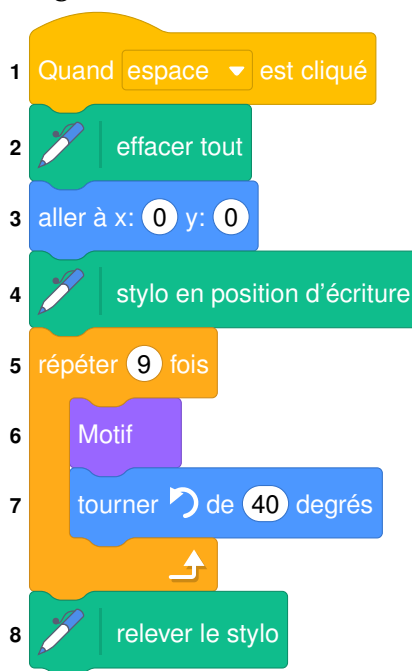 1 Quand espace est cliqué
2 effacer tout
3 aller à x: 0 y: 0
4 stylo en position d’écriture
5 répéter 9 fois
6 Motif
7 tourner de 40 degrés
8 relever le stylo